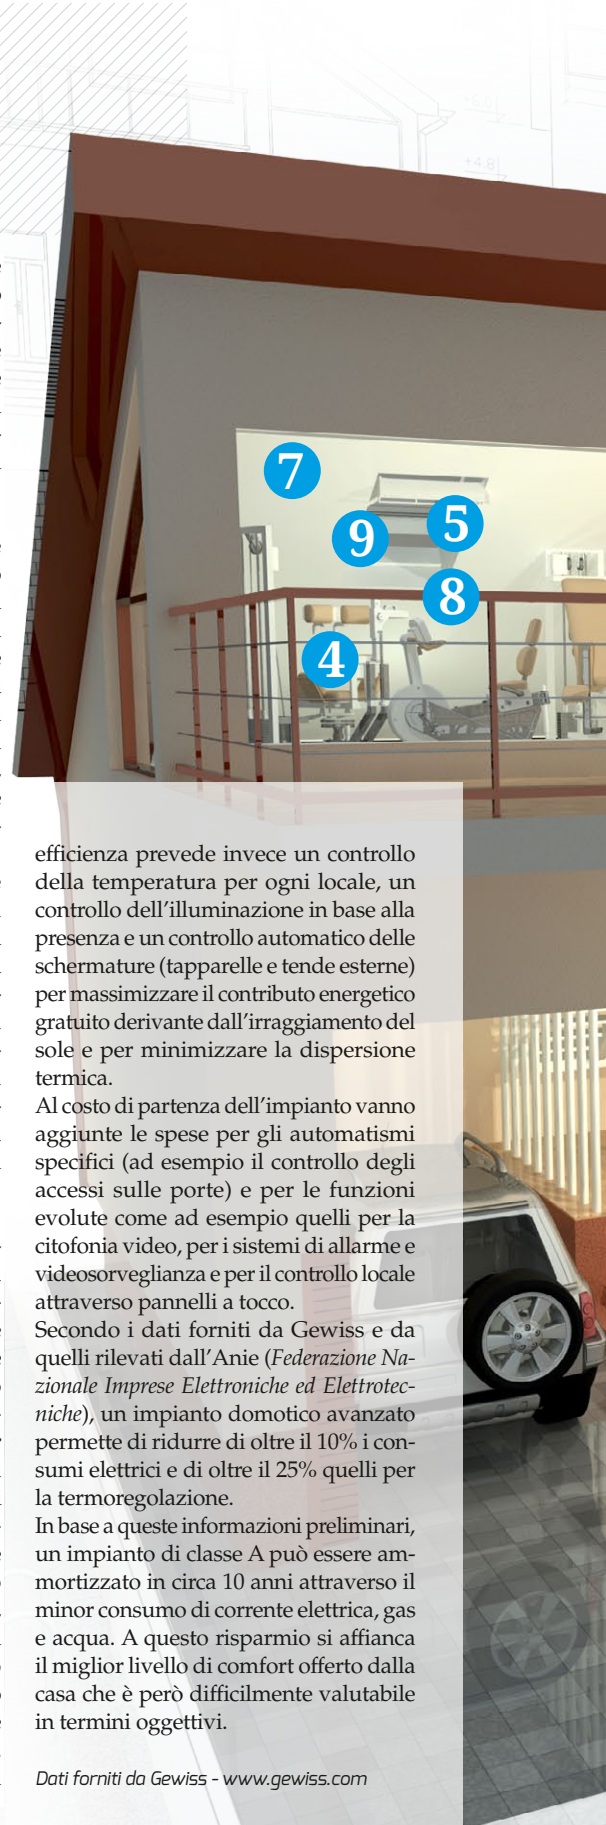 +6.0
+4.8
7
9
5
8
4
efficienza prevede invece un controllo
della temperatura per ogni locale, un
controllo dell’illuminazione in base alla
presenza e un controllo automatico delle
schermature (tapparelle e tende esterne)
per massimizzare il contributo energetico
gratuito derivante dall’irraggiamento del
sole e per minimizzare la dispersione
termica.
Al costo di partenza dell’impianto vanno
aggiunte le spese per gli automatismi
specifici (ad esempio il controllo degli
accessi sulle porte) e per le funzioni
evolute come ad esempio quelli per la
citofonia video, per i sistemi di allarme e
videosorveglianza e per il controllo locale
attraverso pannelli a tocco.
Secondo i dati forniti da Gewiss e da
quelli rilevati dall’Anie (Federazione Na-
zionale Imprese Elettroniche ed Elettrotec-
niche), un impianto domotico avanzato
permette di ridurre di oltre il 10% i con-
sumi elettrici e di oltre il 25% quelli per
la termoregolazione.
In base a queste informazioni preliminari,
un impianto di classe A può essere am-
mortizzato in circa 10 anni attraverso il
minor consumo di corrente elettrica, gas
e acqua. A questo risparmio si affianca
il miglior livello di comfort offerto dalla
casa che è però difficilmente valutabile
in termini oggettivi.
Dati forniti da Gewiss - www.gewiss.com